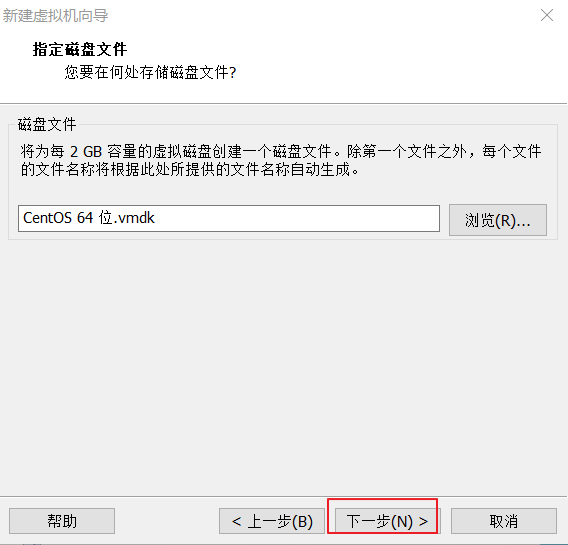 新建虚拟机向导
指定磁盘文件
您要在何处存储磁盘文件?
磁盘文件
将为每 2 GB 容量的虚拟磁盘创建一个磁盘文件。除第一个文件之外，每个文件
的文件名称将根据此处所提供的文件名称自动生成。
CentOS 64 位.vmdk
浏览(R)...
帮助
< 上一步(B)
下一步(N) >
取消